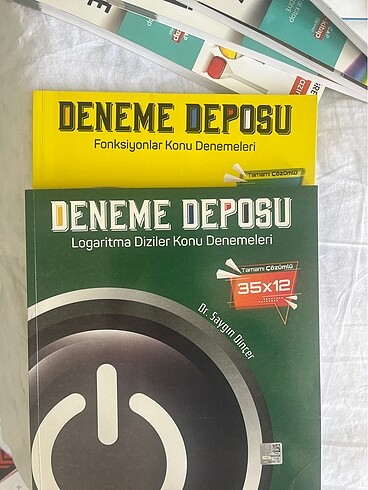 DENEME DEPOSU
Fonksiyonlar Konu Denemeleri
Tamamı Çözümlü
DENEME DEPOSU
Logaritma Diziler Konu Denemeleri
Tamamı Çözümlü
35x12
Dr. Saygın Dinçer